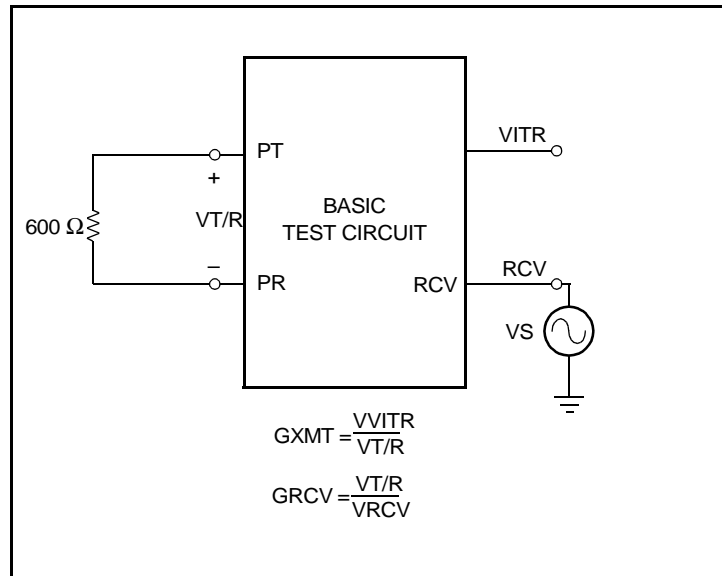 VITR
PT
+
BASIC
TEST CIRCUIT
600 Ω
VT/R
–
PR
RCV
RCV
VS
GXMT = VVITR
VT/R
GRCV = VT/R
VRCV